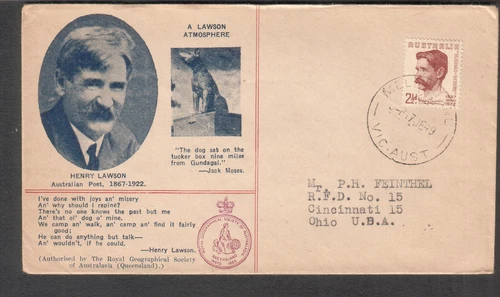 A LAWSON
ATMOSPHERE
"The dog sat on the
tucker box nine miles
from Gundagai."
—Jack Moses.
HENRY LAWSON
Australian Poet, 1867-1922.
I've done with joys an' misery
An' why should I repine?
There's no one knows the past but me
An' that ol' dog o' mine.
We camp an' walk, an' camp an' find it fairly
good;
He can do anything but talk—
An' wouldn't, if he could.
—Henry Lawson.
(Authorised by The Royal Geographical Society
of Australasia (Queensland).)
AUSTRALIA
2½
VIC-AUST
Mr. P.H. FEINTHEL
R.F.D. No. 15
Cincinnati 15
Ohio U.S.A.